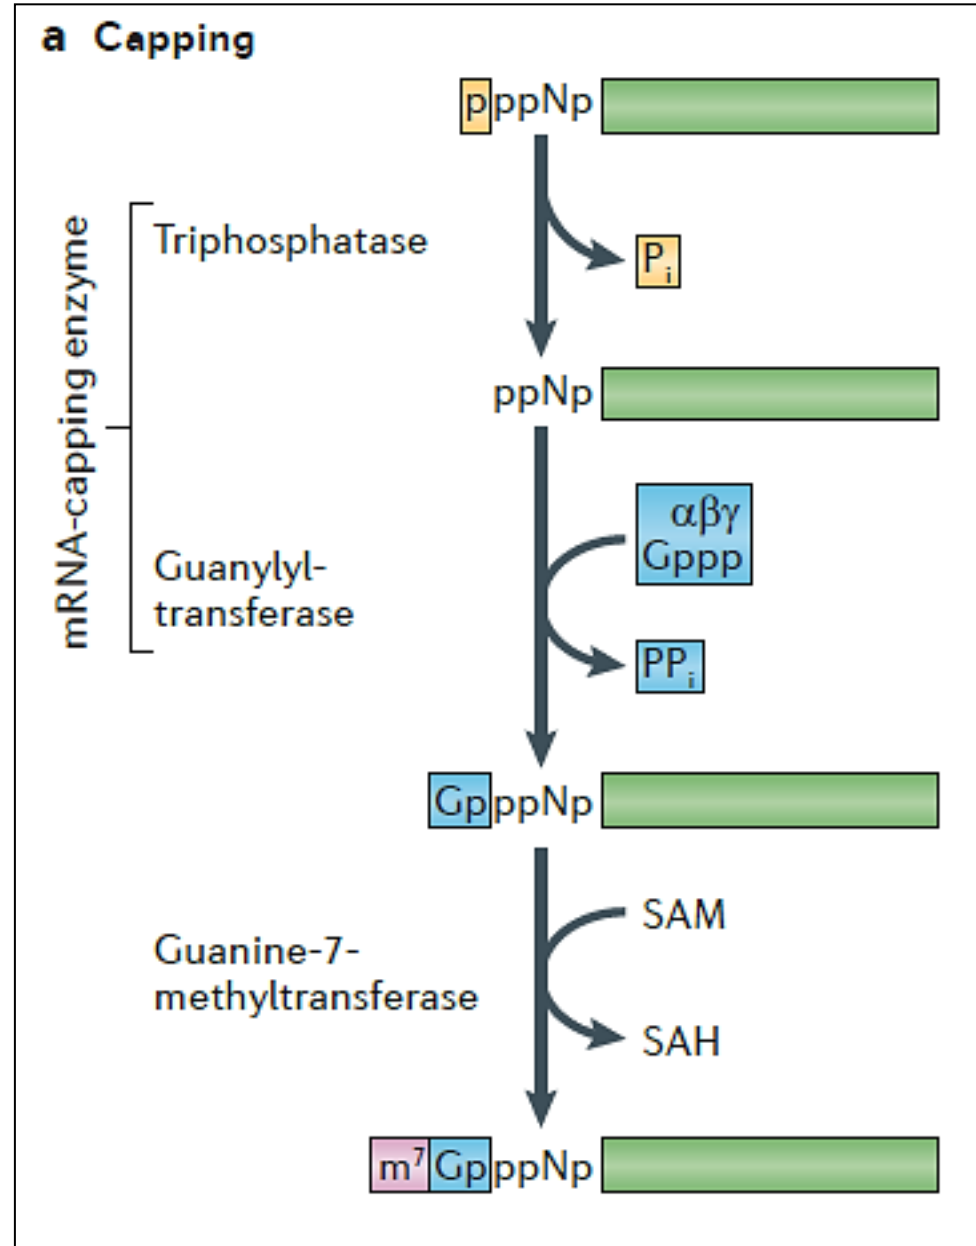 a Capping
pppNp
Triphosphatase
Pᵢ
mRNA-capping enzyme
ppNp
αβγ
Gppp
Guanylyl-
transferase
PPᵢ
GpppNp
SAM
Guanine-7-
methyltransferase
SAH
m⁷GpppNp